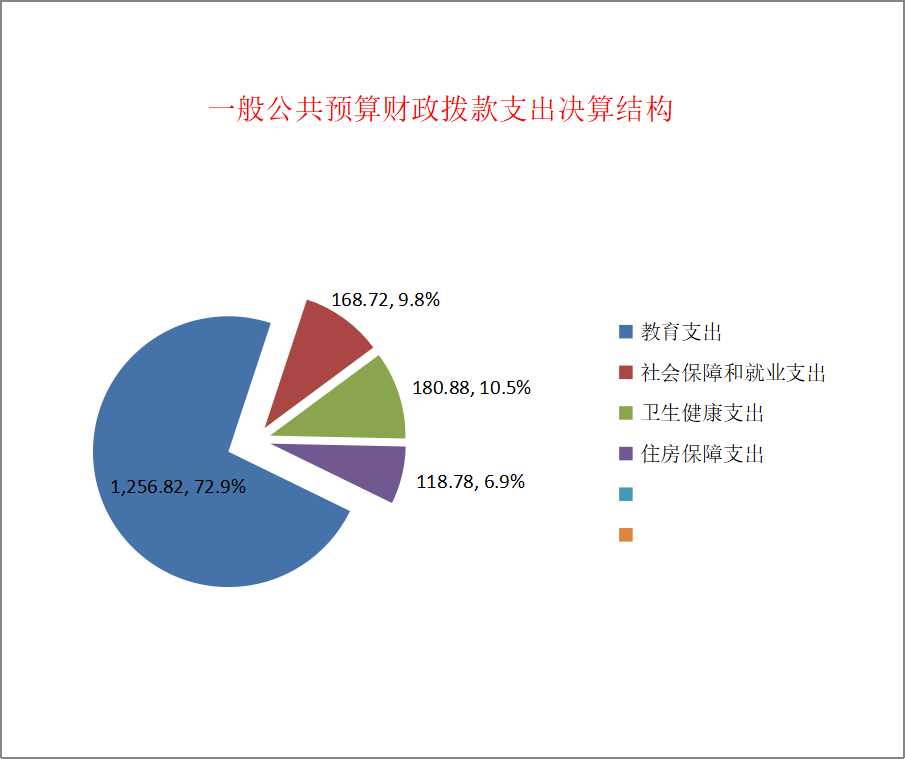 一般公共预算财政拨款支出决算结构
168.72, 9.8%
180.88, 10.5%
118.78, 6.9%
1,256.82, 72.9%
教育支出
社会保障和就业支出
卫生健康支出
住房保障支出